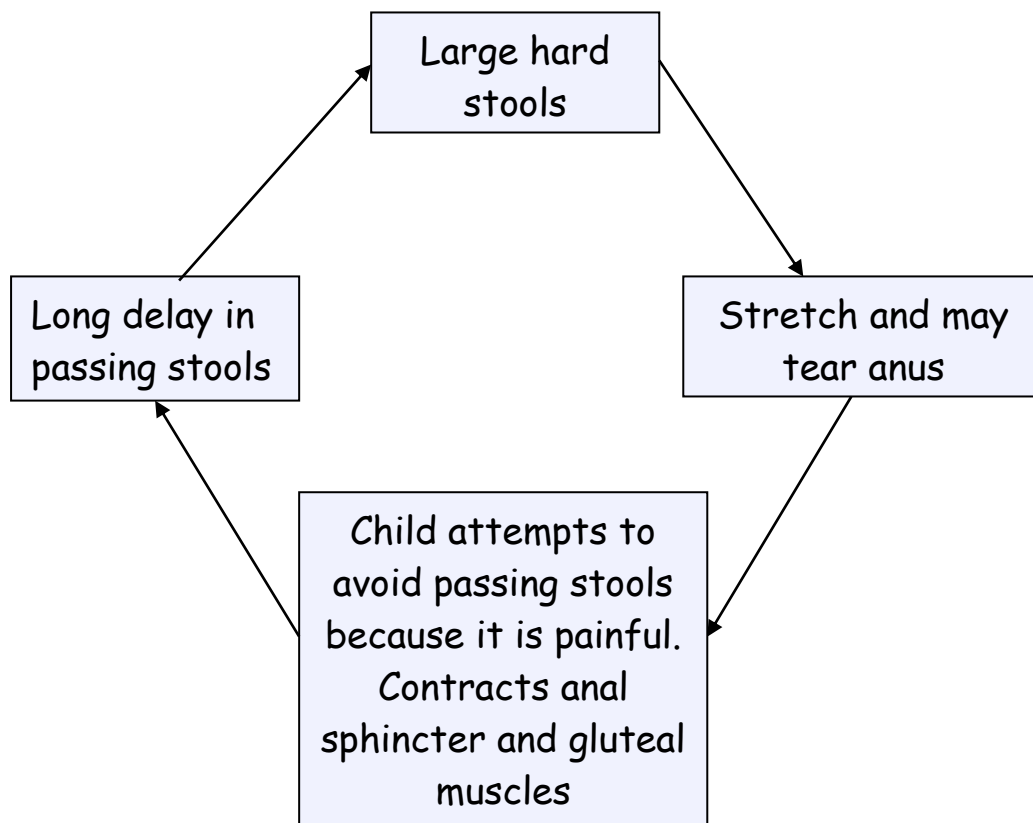 Large hard
stools
Stretch and may
tear anus
Child attempts to
avoid passing stools
because it is painful.
Contracts anal
sphincter and gluteal
muscles
Long delay in
passing stools